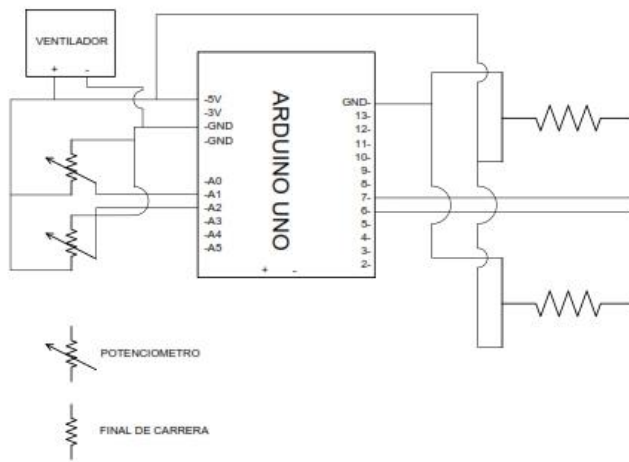 VENTILADOR
+ -
-5V
-3V
-GND
-GND
-A0
-A1
-A2
-A3
-A4
-A5
ARDUINO UNO
GND-
13-
12-
11-
10-
9-
8-
7-
6-
5-
4-
3-
2-
+ -
POTENCIOMETRO
FINAL DE CARRERA